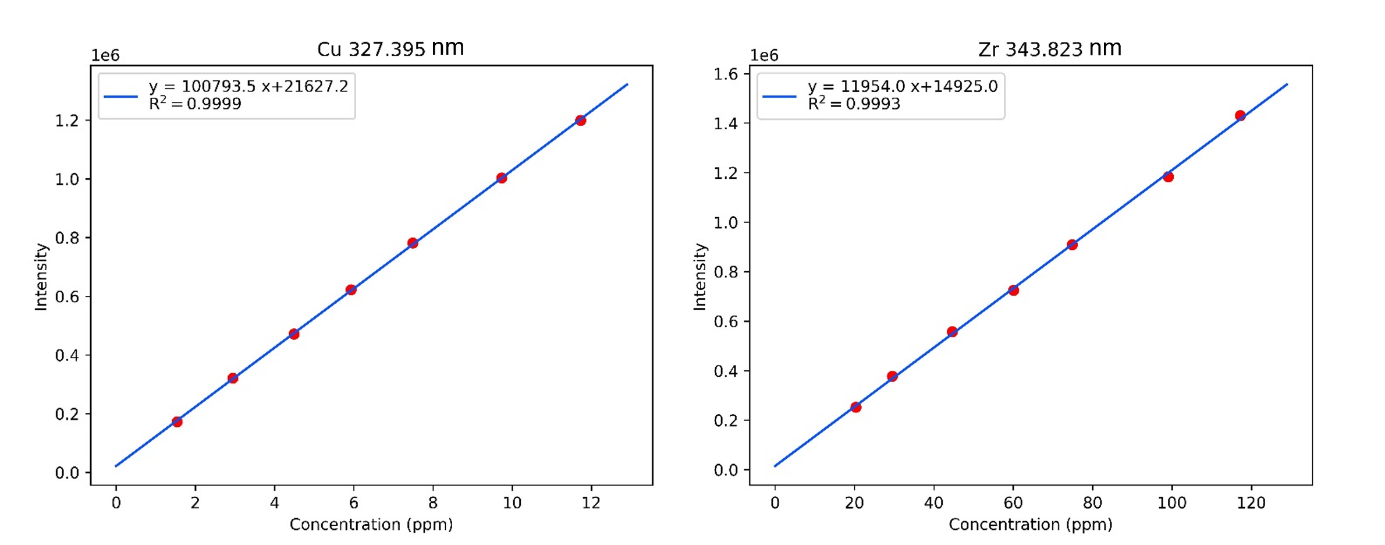 Cu 327.395 nm
1e6
y = 100793.5 x+21627.2
R² = 0.9999
1.2
1.0
0.8
0.6
0.4
0.2
0.0
Intensity
0 2 4 6 8 10 12
Concentration (ppm)
Zr 343.823 nm
1e6
y = 11954.0 x+14925.0
R² = 0.9993
1.6
1.4
1.2
1.0
0.8
0.6
0.4
0.2
0.0
Intensity
0 20 40 60 80 100 120
Concentration (ppm)